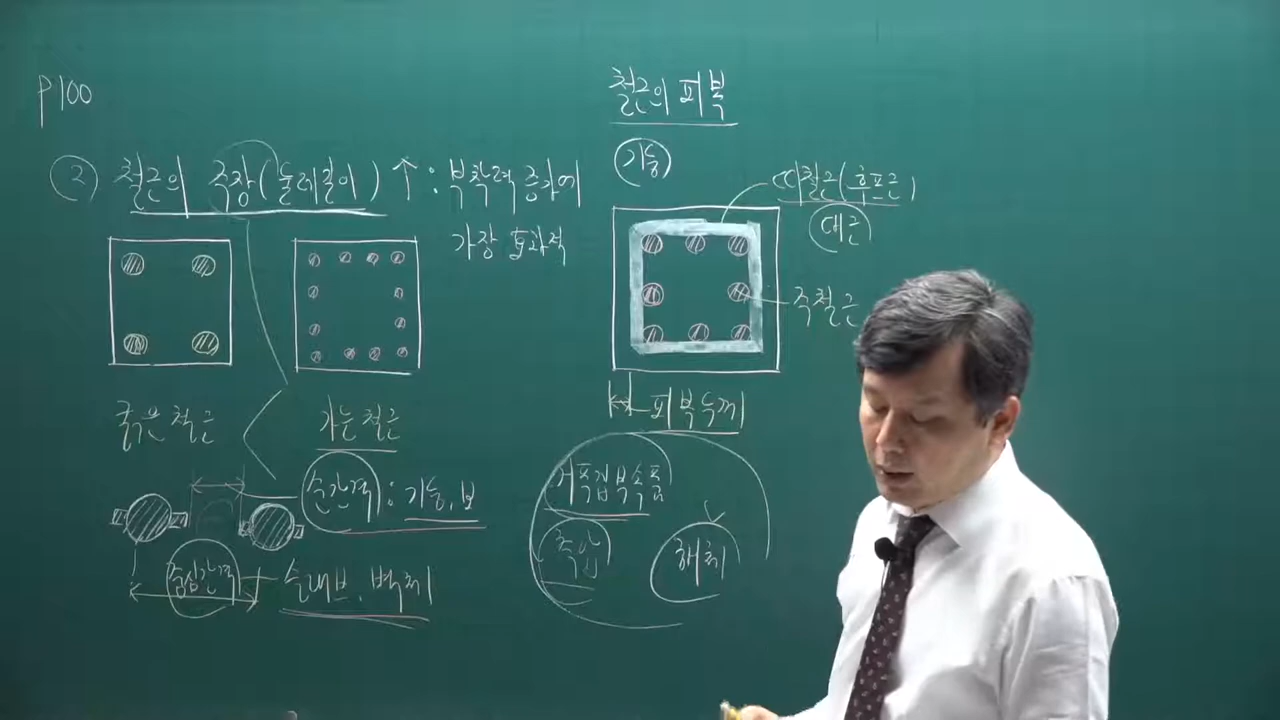 P100
② 철근의 주장(둘레길이) ↑ : 부착력 증가에
가장 효과적
굵은 철근
가는 철근
순간격 : 기둥, 보
중심간격
슬래브, 벽체
철근의 피복
기둥
띠철근(후프근)
대근
주철근
피복두께
거푸집
측압
해체